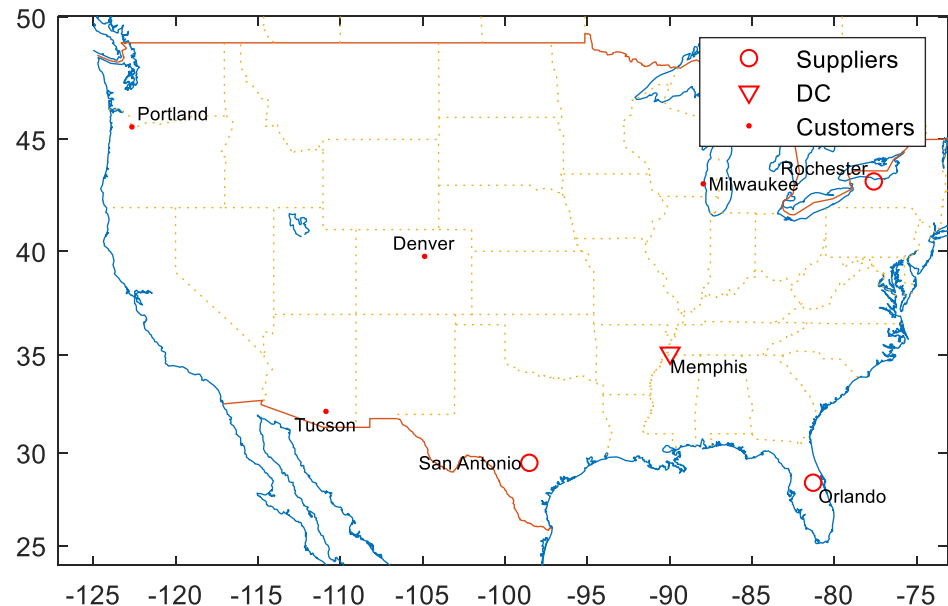 50
Suppliers
DC
Portland
Customers
45
Rochester
Milwaukee
Denver
40
35
Memphis
Tucson
30
San Antonio
Orlando
25
-125 -120 -115 -110 -105 -100 -95 -90 -85 -80 -75